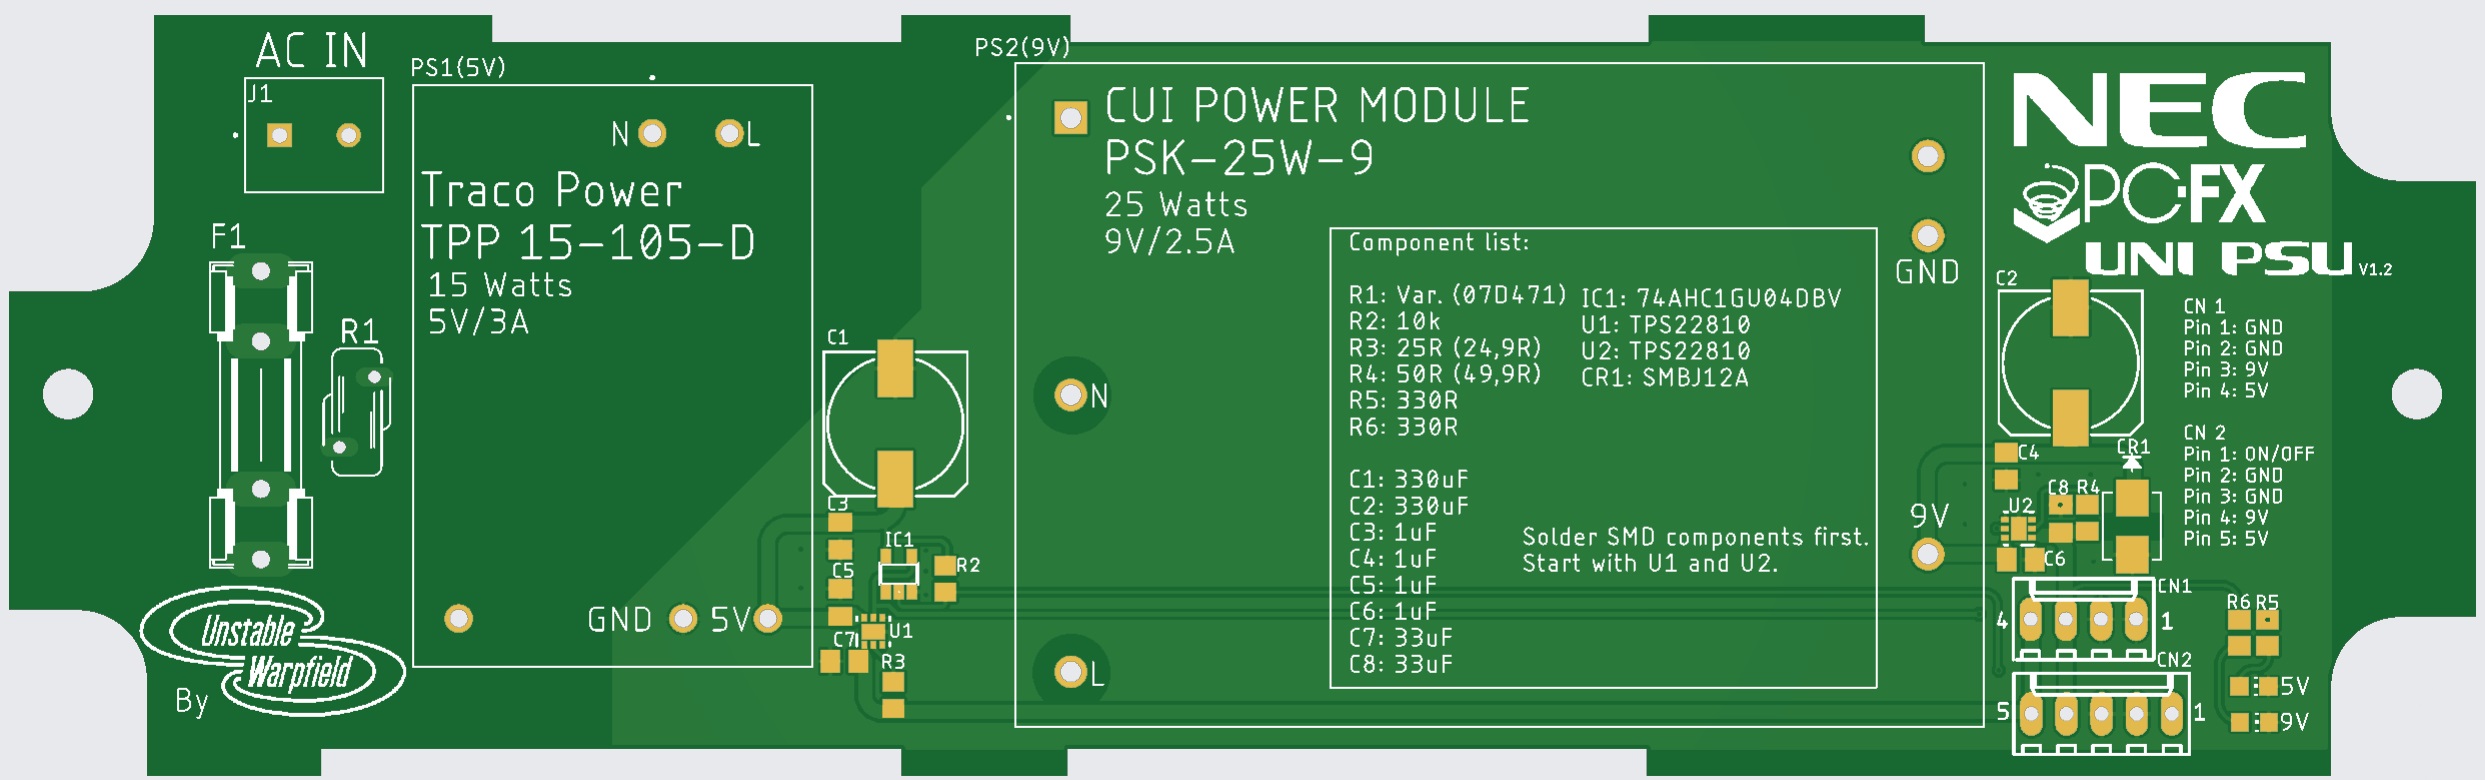 AC IN
J1
F1
R1
Unstable
Warpfield
By
PS1(5V)
N
L
Traco Power
TPP 15-105-D
15 Watts
5V/3A
GND
5V
C1
C3
IC1
C5
R2
C7
U1
R3
PS2(9V)
CUI POWER MODULE
PSK-25W-9
25 Watts
9V/2.5A
N
L
GND
9V
Component list:
R1: Var. (07D471)
R2: 10k
R3: 25R (24,9R)
R4: 50R (49,9R)
R5: 330R
R6: 330R
IC1: 74AHC1GU04DBV
U1: TPS22810
U2: TPS22810
CR1: SMBJ12A
C1: 330uF
C2: 330uF
C3: 1uF
C4: 1uF
C5: 1uF
C6: 1uF
C7: 33uF
C8: 33uF
Solder SMD components first.
Start with U1 and U2.
NEC
PC-FX
UNI PSU V1.2
C2
CN 1
Pin 1: GND
Pin 2: GND
Pin 3: 9V
Pin 4: 5V
CN 2
Pin 1: ON/OFF
Pin 2: GND
Pin 3: GND
Pin 4: 9V
Pin 5: 5V
C4
CR1
C8
R4
U2
C6
CN1
4
1
CN2
5
1
R6
R5
5V
9V